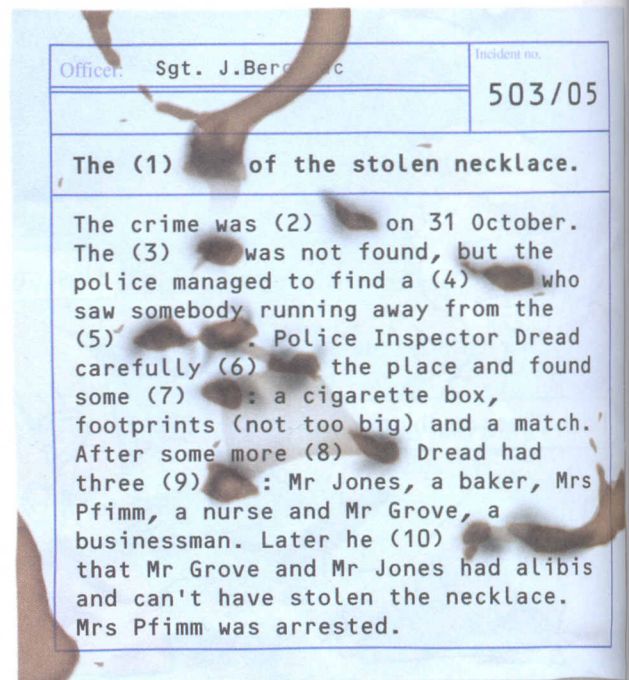 Officer: Sgt. J.Ber
Incident no.
503/05
The (1) of the stolen necklace.
The crime was (2) on 31 October.
The (3) was not found, but the
police managed to find a (4) who
saw somebody running away from the
(5) . Police Inspector Dread
carefully (6) the place and found
some (7) : a cigarette box,
footprints (not too big) and a match.
After some more (8) Dread had
three (9) : Mr Jones, a baker, Mrs
Pfimm, a nurse and Mr Grove, a
businessman. Later he (10)
that Mr Grove and Mr Jones had alibis
and can't have stolen the necklace.
Mrs Pfimm was arrested.